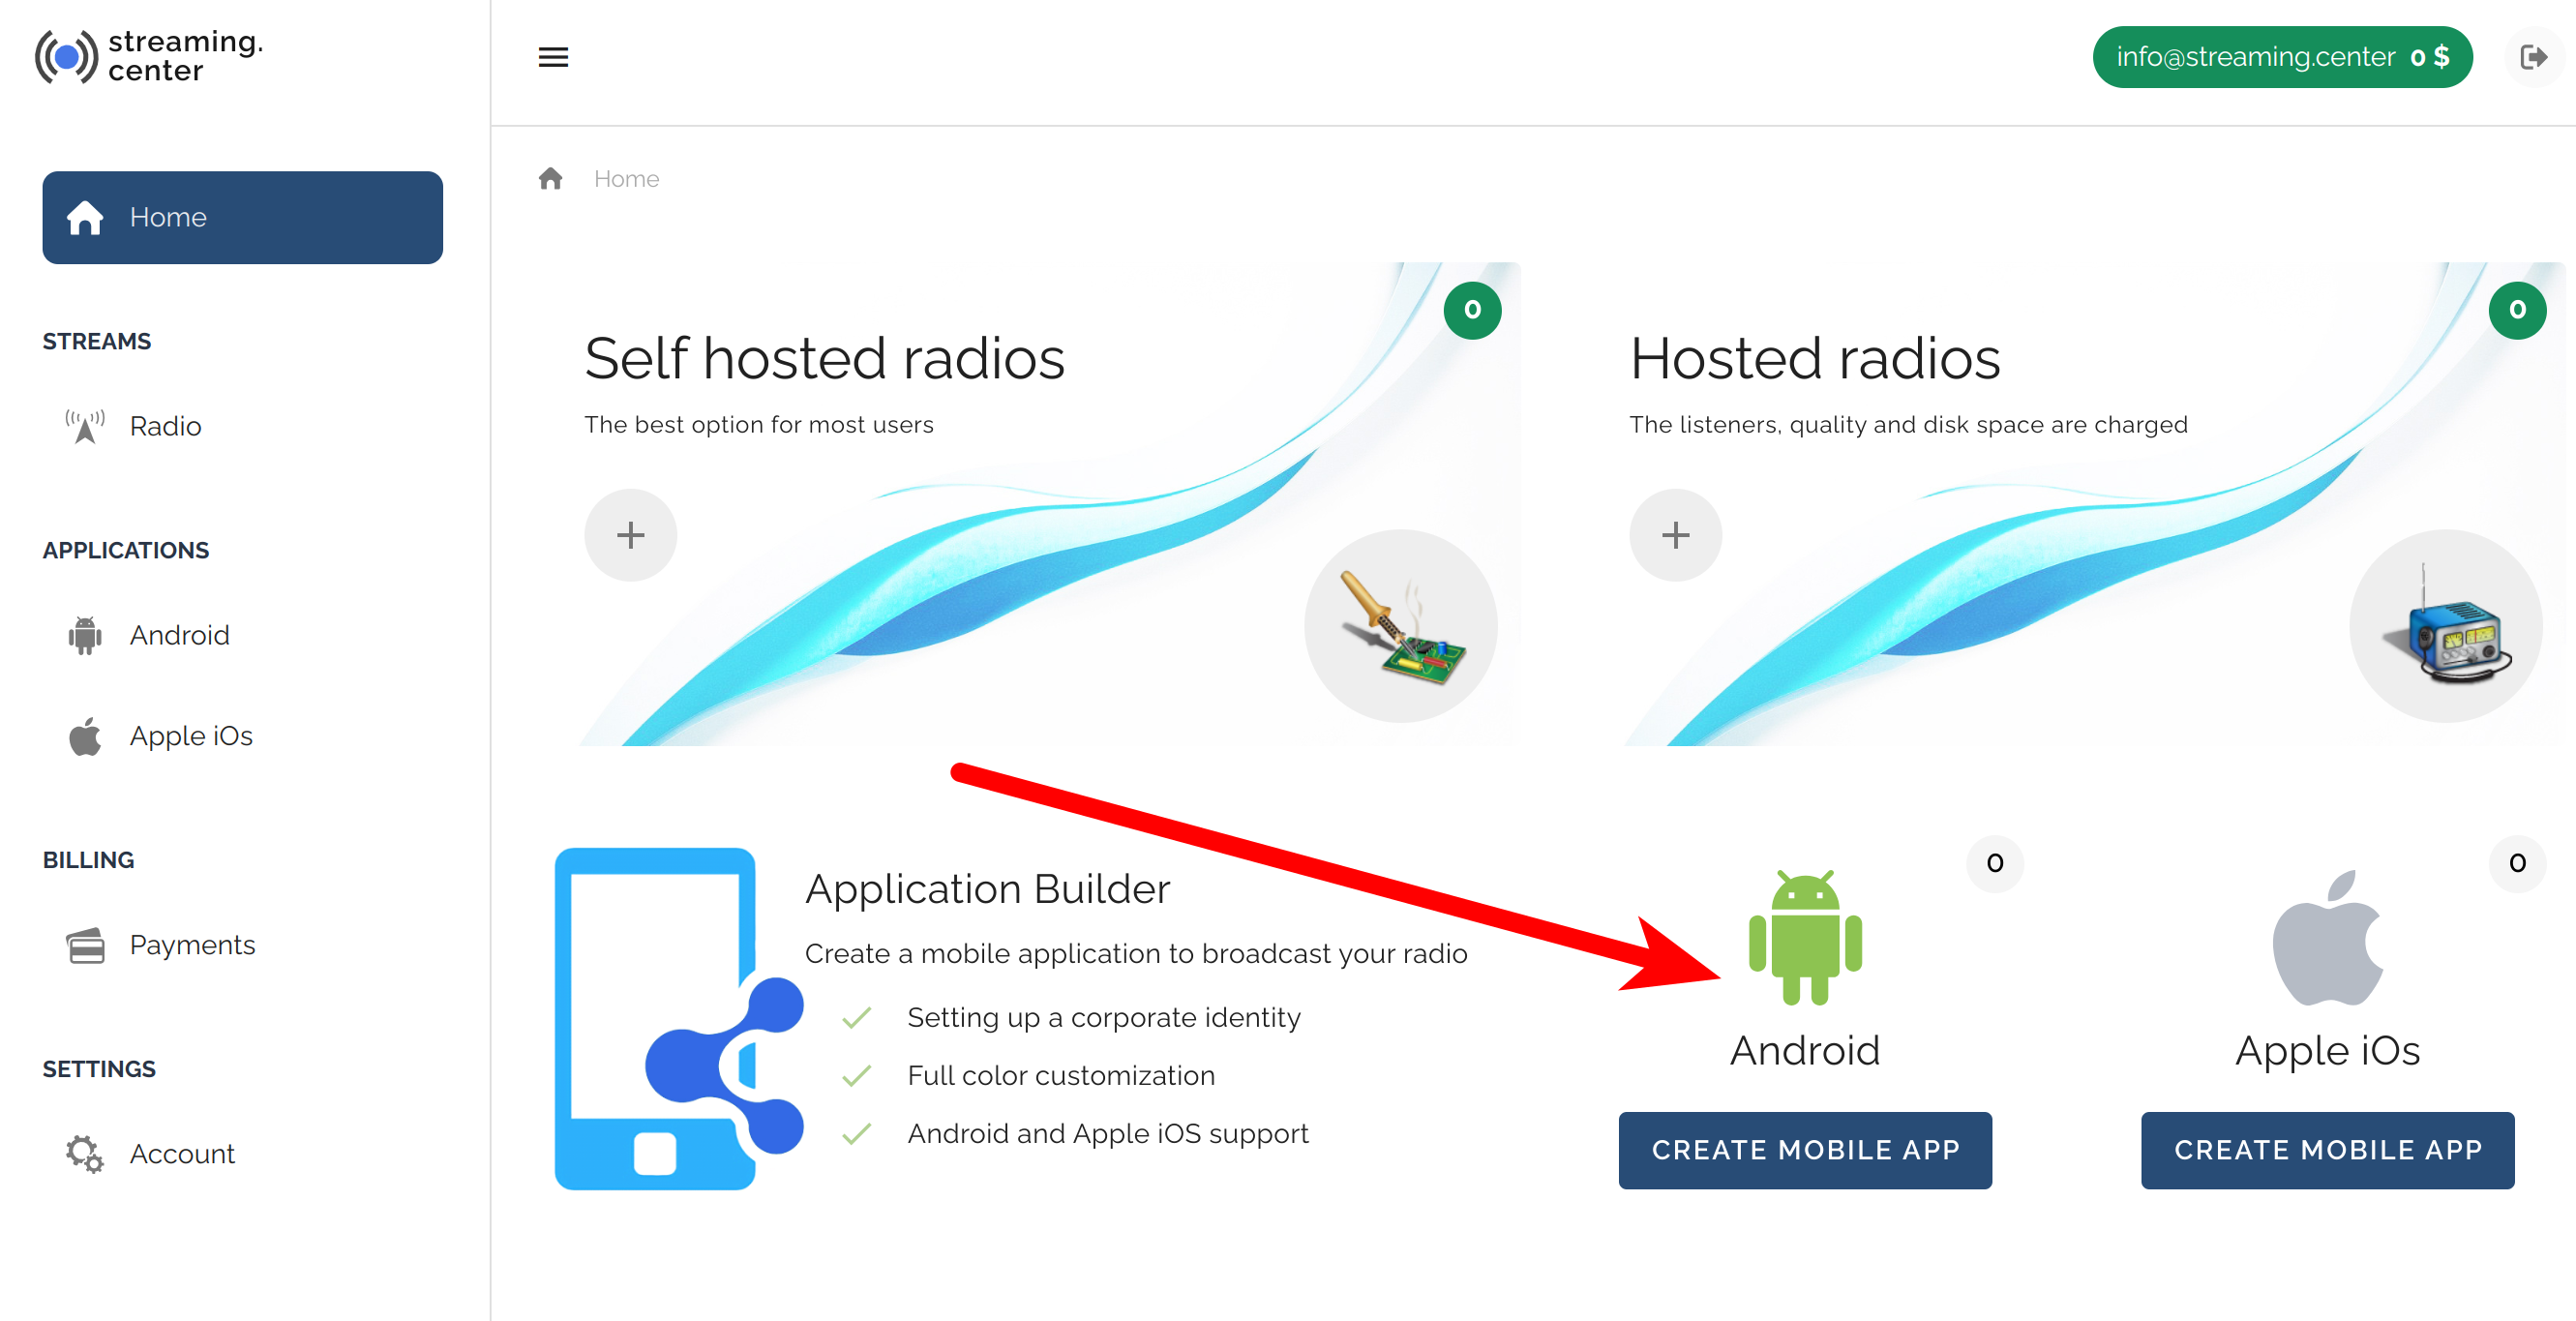 streaming.
center
info@streaming.center 0 $
Home
Home
STREAMS
Radio
APPLICATIONS
Android
Apple iOs
BILLING
Payments
SETTINGS
Account
0
Self hosted radios
The best option for most users
0
Hosted radios
The listeners, quality and disk space are charged
Application Builder
Create a mobile application to broadcast your radio
Setting up a corporate identity
Full color customization
Android and Apple iOS support
0
Android
CREATE MOBILE APP
0
Apple iOs
CREATE MOBILE APP